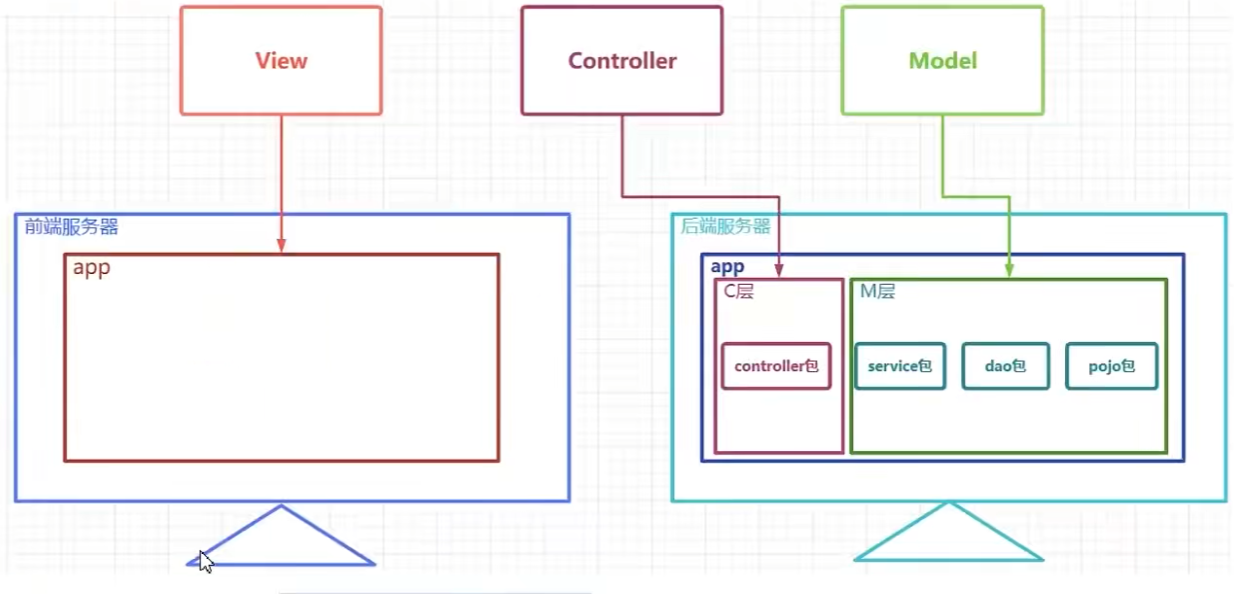 View
Controller
Model
前端服务器
app
后端服务器
app
C层
M层
controller包
service包
dao包
pojo包